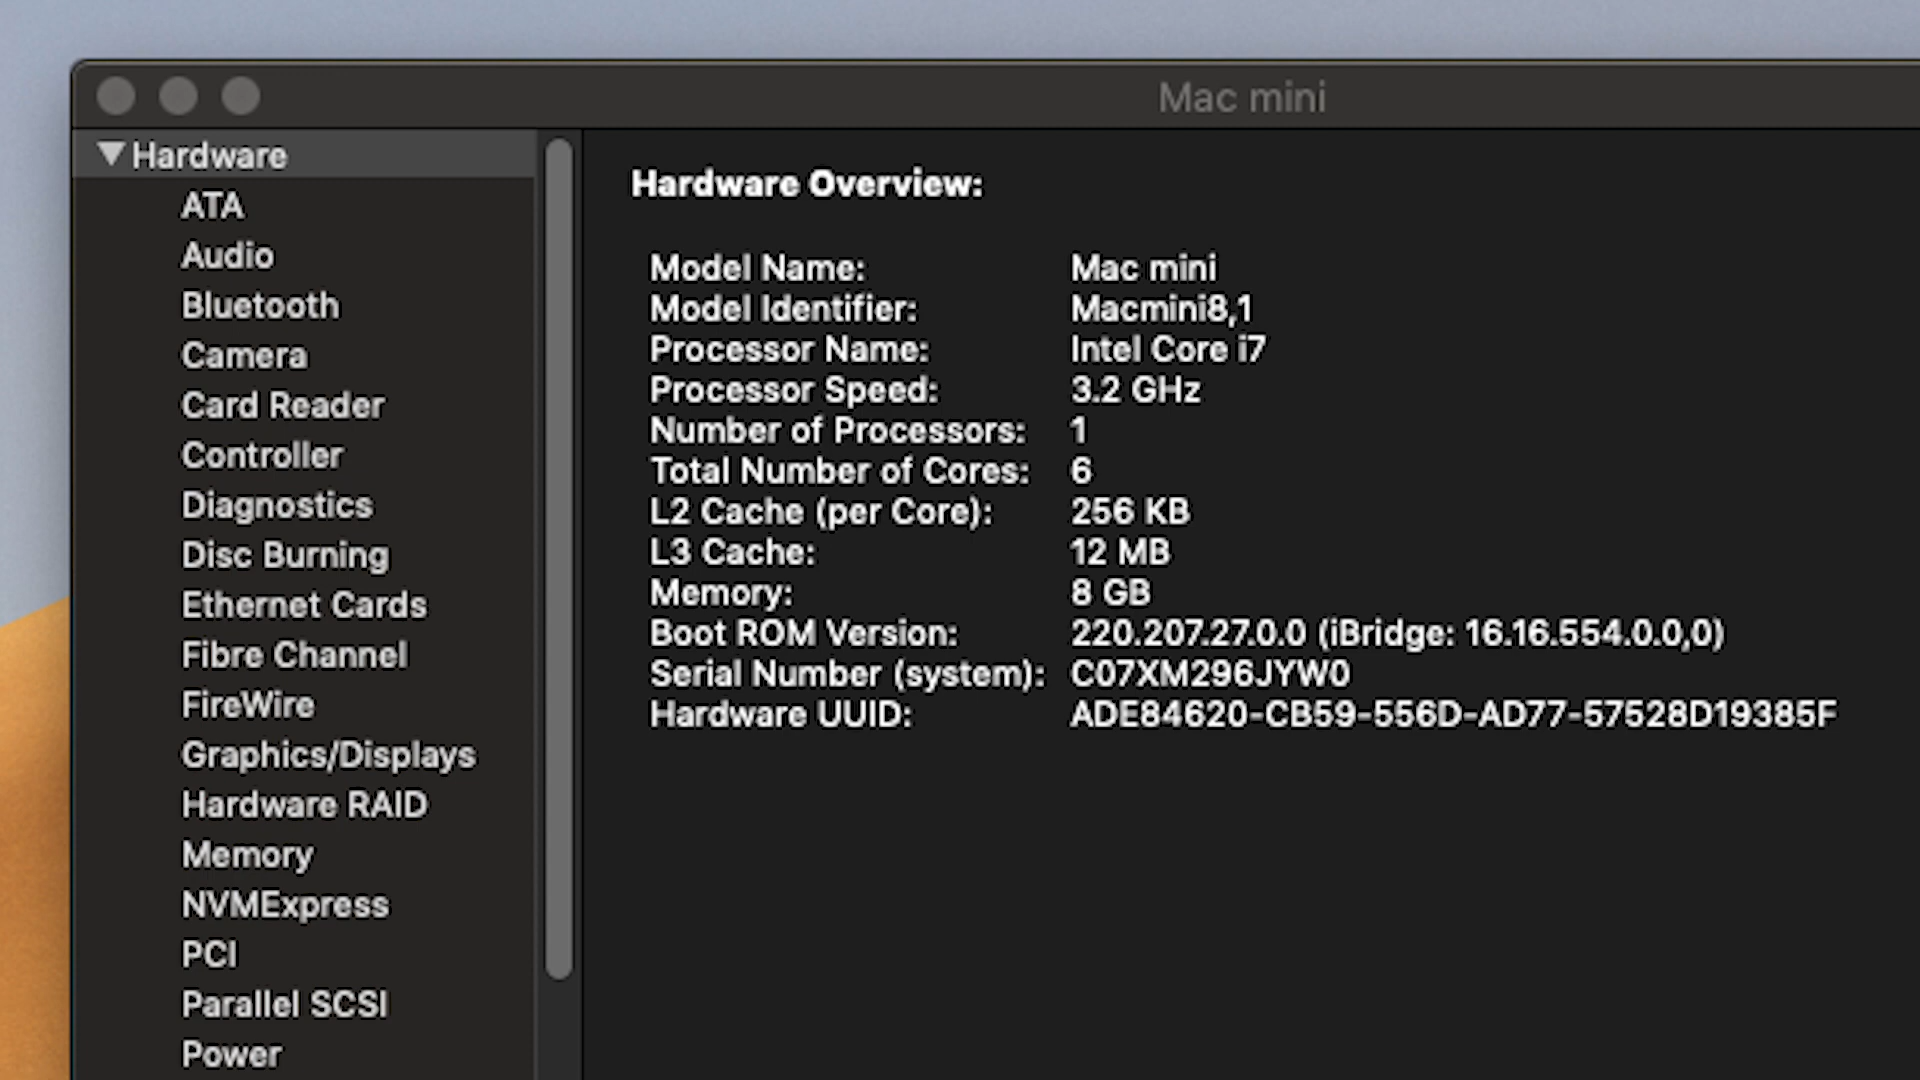 Mac mini
Hardware
ATA
Audio
Bluetooth
Camera
Card Reader
Controller
Diagnostics
Disc Burning
Ethernet Cards
Fibre Channel
FireWire
Graphics/Displays
Hardware RAID
Memory
NVMExpress
PCI
Parallel SCSI
Power
Hardware Overview:
Model Name: Mac mini
Model Identifier: Macmini8,1
Processor Name: Intel Core i7
Processor Speed: 3.2 GHz
Number of Processors: 1
Total Number of Cores: 6
L2 Cache (per Core): 256 KB
L3 Cache: 12 MB
Memory: 8 GB
Boot ROM Version: 220.207.27.0.0 (iBridge: 16.16.554.0.0,0)
Serial Number (system): C07XM296JYW0
Hardware UUID: ADE84620-CB59-556D-AD77-57528D19385F